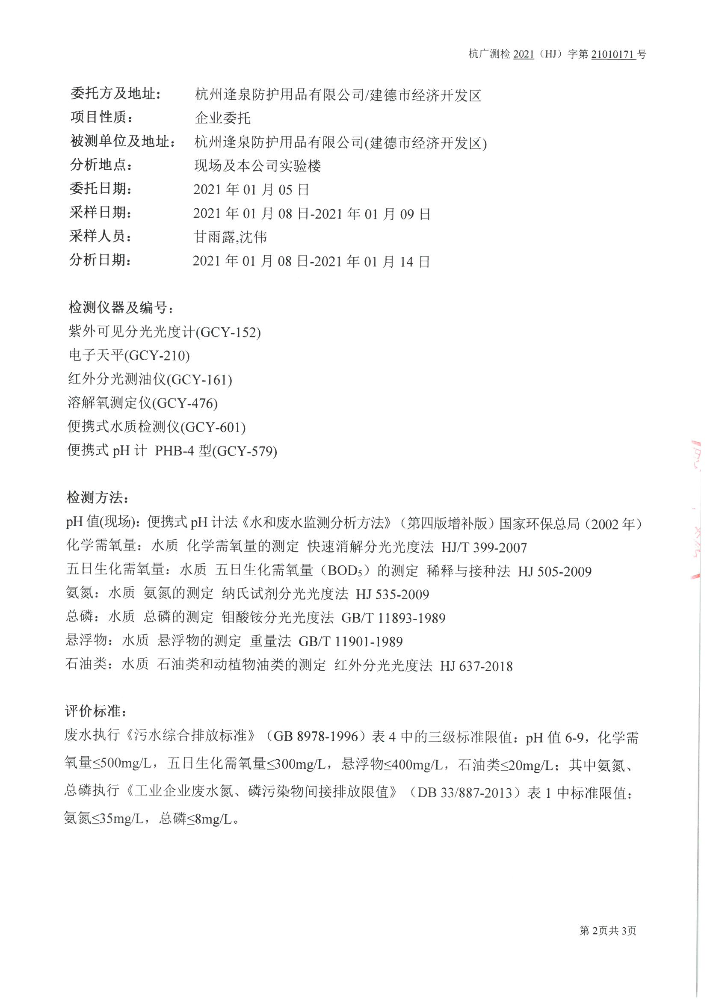 杭广测检 2021（HJ）字第 21010171 号
委托方及地址: 杭州逢泉防护用品有限公司/建德市经济开发区
项目性质： 企业委托
被测单位及地址： 杭州逢泉防护用品有限公司(建德市经济开发区)
分析地点： 现场及本公司实验楼
委托日期： 2021 年 01 月 05 日
采样日期： 2021 年 01 月 08 日-2021 年 01 月 09 日
采样人员： 甘雨露,沈伟
分析日期： 2021 年 01 月 08 日-2021 年 01 月 14 日
检测仪器及编号：
紫外可见分光光度计(GCY-152)
电子天平(GCY-210)
红外分光测油仪(GCY-161)
溶解氧测定仪(GCY-476)
便携式水质检测仪(GCY-601)
便携式 pH 计 PHB-4 型(GCY-579)
检测方法：
pH 值(现场)：便携式 pH 计法《水和废水监测分析方法》（第四版增补版）国家环保总局（2002 年）
化学需氧量：水质 化学需氧量的测定 快速消解分光光度法 HJ/T 399-2007
五日生化需氧量：水质 五日生化需氧量（BOD₅）的测定 稀释与接种法 HJ 505-2009
氨氮：水质 氨氮的测定 纳氏试剂分光光度法 HJ 535-2009
总磷：水质 总磷的测定 钼酸铵分光光度法 GB/T 11893-1989
悬浮物：水质 悬浮物的测定 重量法 GB/T 11901-1989
石油类：水质 石油类和动植物油类的测定 红外分光光度法 HJ 637-2018
评价标准：
废水执行《污水综合排放标准》（GB 8978-1996）表 4 中的三级标准限值：pH 值 6-9，化学需
氧量≤500mg/L，五日生化需氧量≤300mg/L，悬浮物≤400mg/L，石油类≤20mg/L；其中氨氮、
总磷执行《工业企业废水氮、磷污染物间接排放限值》（DB 33/887-2013）表 1 中标准限值：
氨氮≤35mg/L，总磷≤8mg/L。
第 2页共 3页